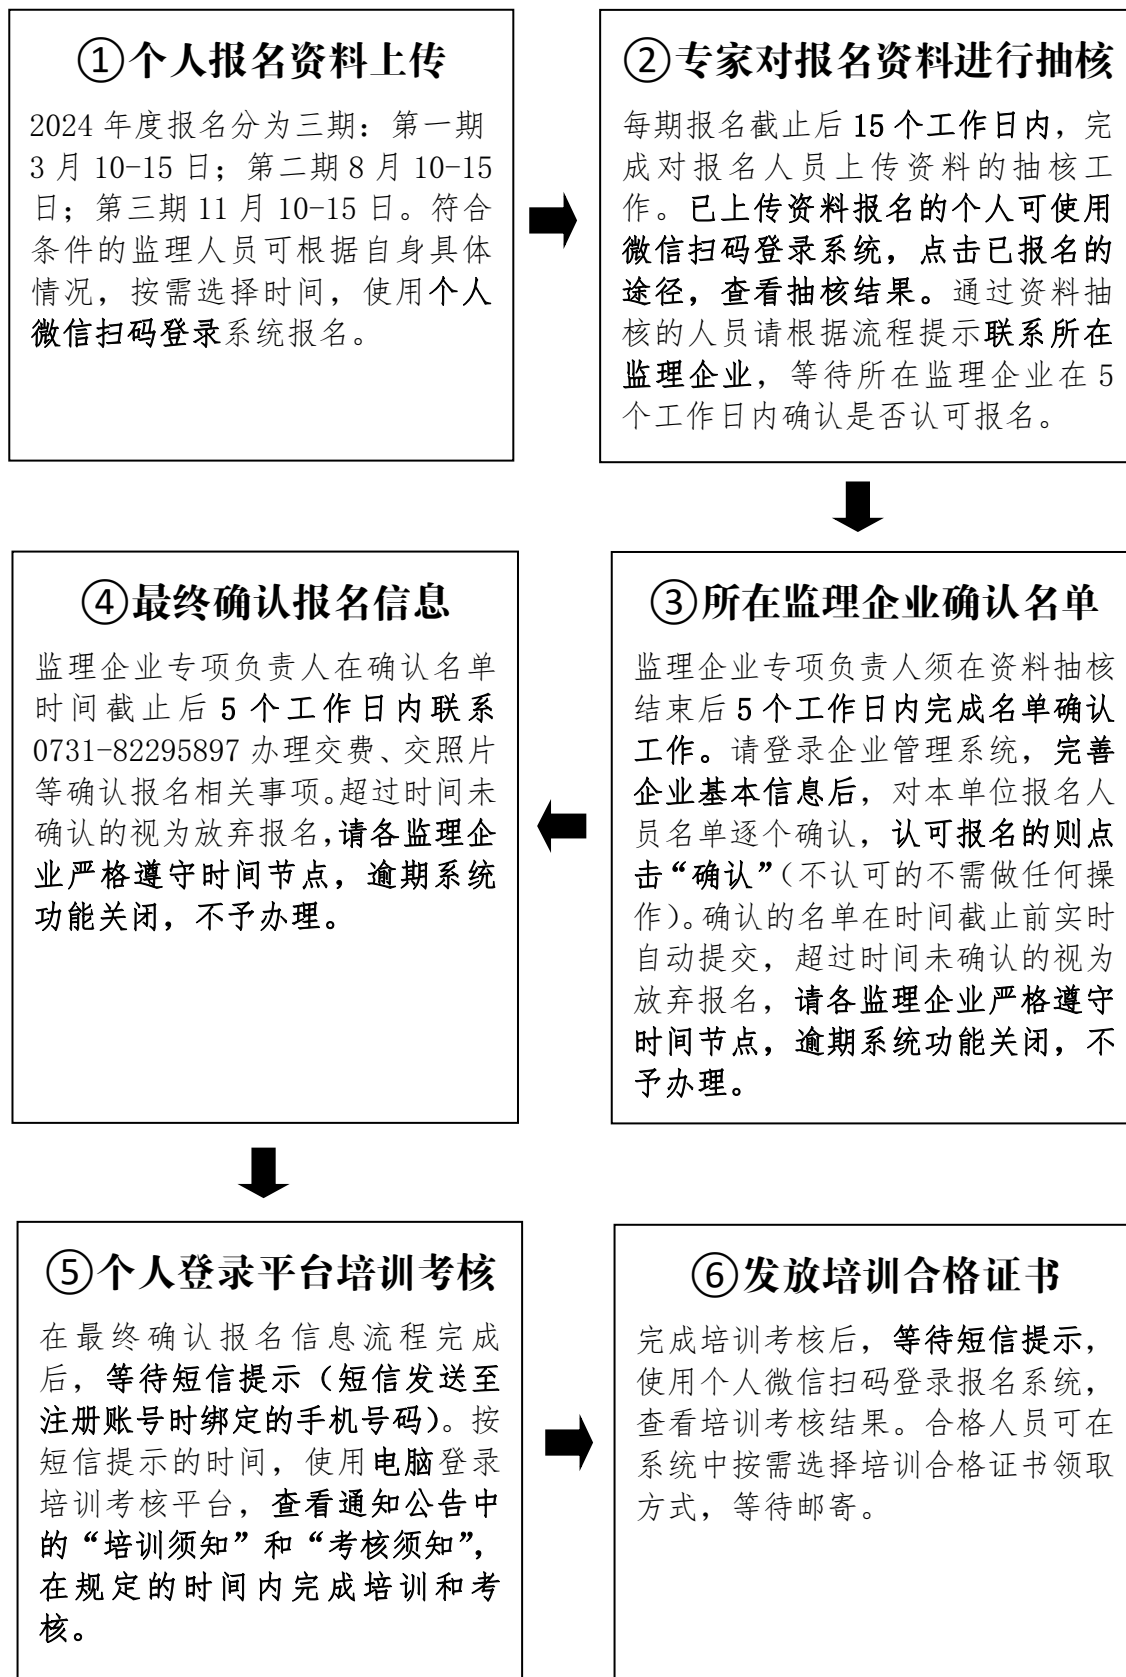 ①个人报名资料上传
2024 年度报名分为三期：第一期
3 月 10-15 日；第二期 8 月 10-15
日；第三期 11 月 10-15 日。符合
条件的监理人员可根据自身具体
情况，按需选择时间，使用个人
微信扫码登录系统报名。
②专家对报名资料进行抽核
每期报名截止后 15 个工作日内，完
成对报名人员上传资料的抽核工
作。已上传资料报名的个人可使用
微信扫码登录系统，点击已报名的
途径，查看抽核结果。通过资料抽
核的人员请根据流程提示联系所在
监理企业，等待所在监理企业在 5
个工作日内确认是否认可报名。
③所在监理企业确认名单
监理企业专项负责人须在资料抽核
结束后 5 个工作日内完成名单确认
工作。请登录企业管理系统，完善
企业基本信息后，对本单位报名人
员名单逐个确认，认可报名的则点
击“确认”（不认可的不需做任何操
作）。确认的名单在时间截止前实时
自动提交，超过时间未确认的视为
放弃报名，请各监理企业严格遵守
时间节点，逾期系统功能关闭，不
予办理。
④最终确认报名信息
监理企业专项负责人在确认名单
时间截止后 5 个工作日内联系
0731-82295897 办理交费、交照片
等确认报名相关事项。超过时间未
确认的视为放弃报名，请各监理企
业严格遵守时间节点，逾期系统
功能关闭，不予办理。
⑤个人登录平台培训考核
在最终确认报名信息流程完成
后，等待短信提示（短信发送至
注册账号时绑定的手机号码）。按
短信提示的时间，使用电脑登录
培训考核平台，查看通知公告中
的“培训须知”和“考核须知”，
在规定的时间内完成培训和考
核。
⑥发放培训合格证书
完成培训考核后，等待短信提示，
使用个人微信扫码登录报名系统，
查看培训考核结果。合格人员可在
系统中按需选择培训合格证书领取
方式，等待邮寄。